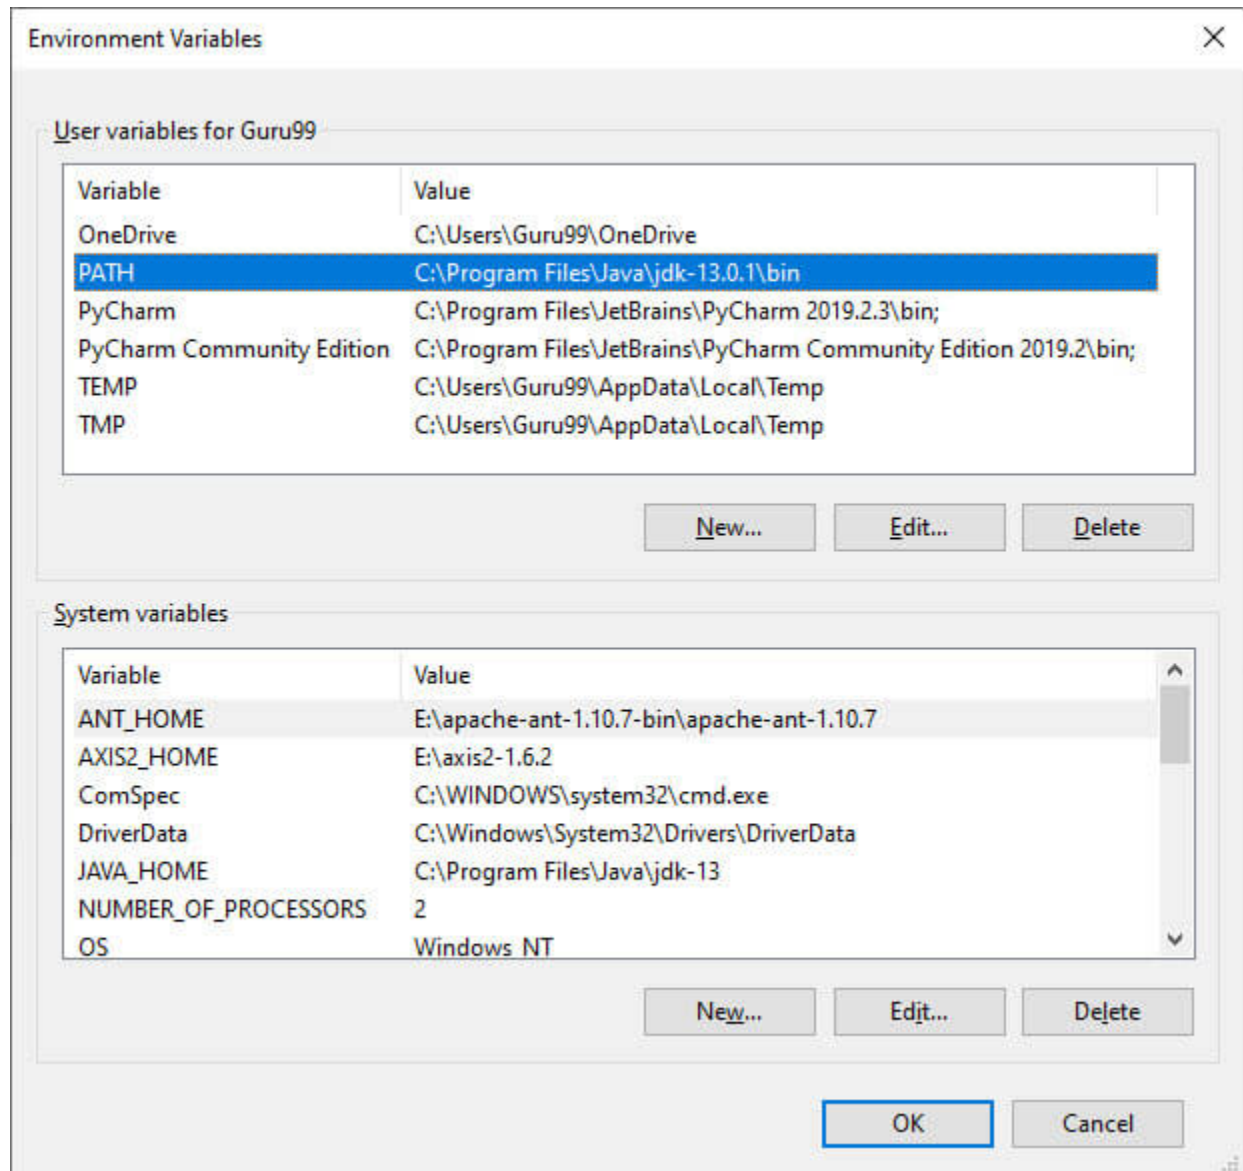 Environment Variables
User variables for Guru99
Variable Value
OneDrive C:\Users\Guru99\OneDrive
PATH C:\Program Files\Java\jdk-13.0.1\bin
PyCharm C:\Program Files\JetBrains\PyCharm 2019.2.3\bin;
PyCharm Community Edition C:\Program Files\JetBrains\PyCharm Community Edition 2019.2\bin;
TEMP C:\Users\Guru99\AppData\Local\Temp
TMP C:\Users\Guru99\AppData\Local\Temp
New... Edit... Delete
System variables
Variable Value
ANT_HOME E:\apache-ant-1.10.7-bin\apache-ant-1.10.7
AXIS2_HOME E:\axis2-1.6.2
ComSpec C:\WINDOWS\system32\cmd.exe
DriverData C:\Windows\System32\Drivers\DriverData
JAVA_HOME C:\Program Files\Java\jdk-13
NUMBER_OF_PROCESSORS 2
OS Windows_NT
New... Edit... Delete
OK Cancel